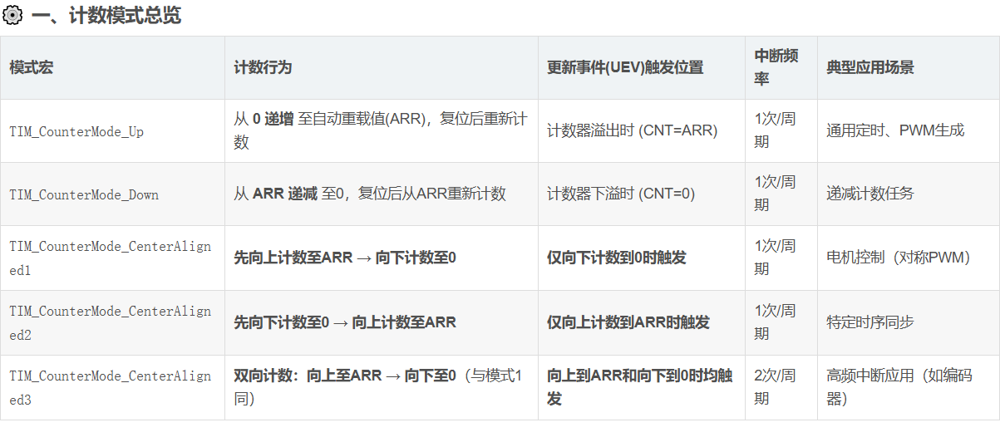 一、计数模式总览
模式宏
计数行为
更新事件(UEV)触发位置
中断频
率
典型应用场景
TIM_CounterMode_Up
从 0 递增 至自动重载值(ARR)，复位后重新计
数
计数器溢出时 (CNT=ARR)
1次/周
期
通用定时、PWM生成
TIM_CounterMode_Down
从 ARR 递减 至0，复位后从ARR重新计数
计数器下溢时 (CNT=0)
1次/周
期
递减计数任务
TIM_CounterMode_CenterAlign
ed1
先向上计数至ARR → 向下计数至0
仅向下计数到0时触发
1次/周
期
电机控制（对称PWM）
TIM_CounterMode_CenterAlign
ed2
先向下计数至0 → 向上计数至ARR
仅向上计数到ARR时触发
1次/周
期
特定时序同步
TIM_CounterMode_CenterAlign
ed3
双向计数：向上至ARR → 向下至0（与模式1
同）
向上到ARR和向下到0时均触
发
2次/周
期
高频中断应用（如编码
器）